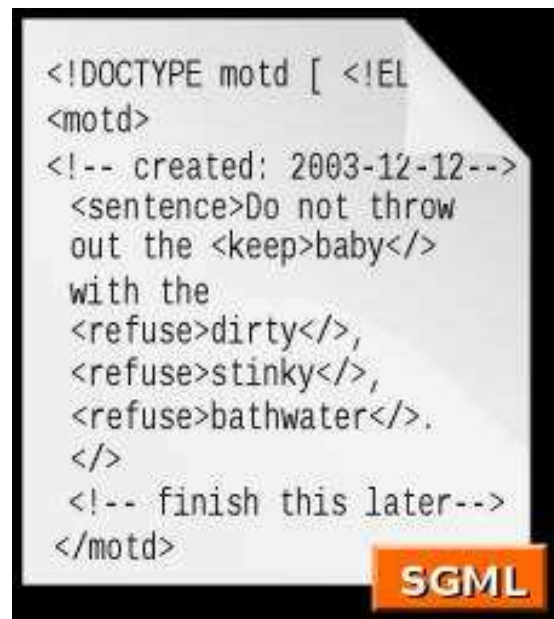 <!DOCTYPE motd [ <!EL
<motd>
<!-- created: 2003-12-12-->
<sentence>Do not throw
out the <keep>baby</>
with the
<refuse>dirty</>,
<refuse>stinky</>,
<refuse>bathwater</>.
</>
<!-- finish this later-->
</motd>
SGML